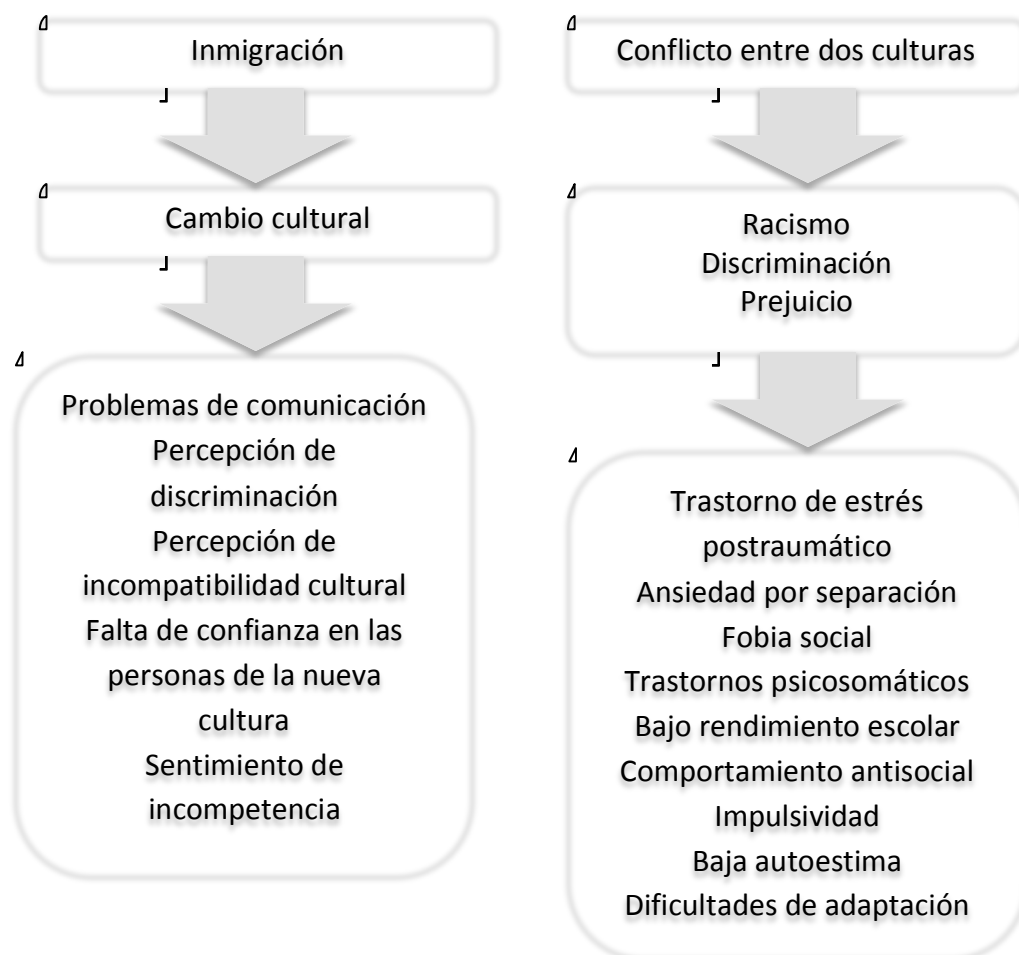 Inmigración
Cambio cultural
Problemas de comunicación
Percepción de
discriminación
Percepción de
incompatibilidad cultural
Falta de confianza en las
personas de la nueva
cultura
Sentimiento de
incompetencia
Conflicto entre dos culturas
Racismo
Discriminación
Prejuicio
Trastorno de estrés
postraumático
Ansiedad por separación
Fobia social
Trastornos psicosomáticos
Bajo rendimiento escolar
Comportamiento antisocial
Impulsividad
Baja autoestima
Dificultades de adaptación